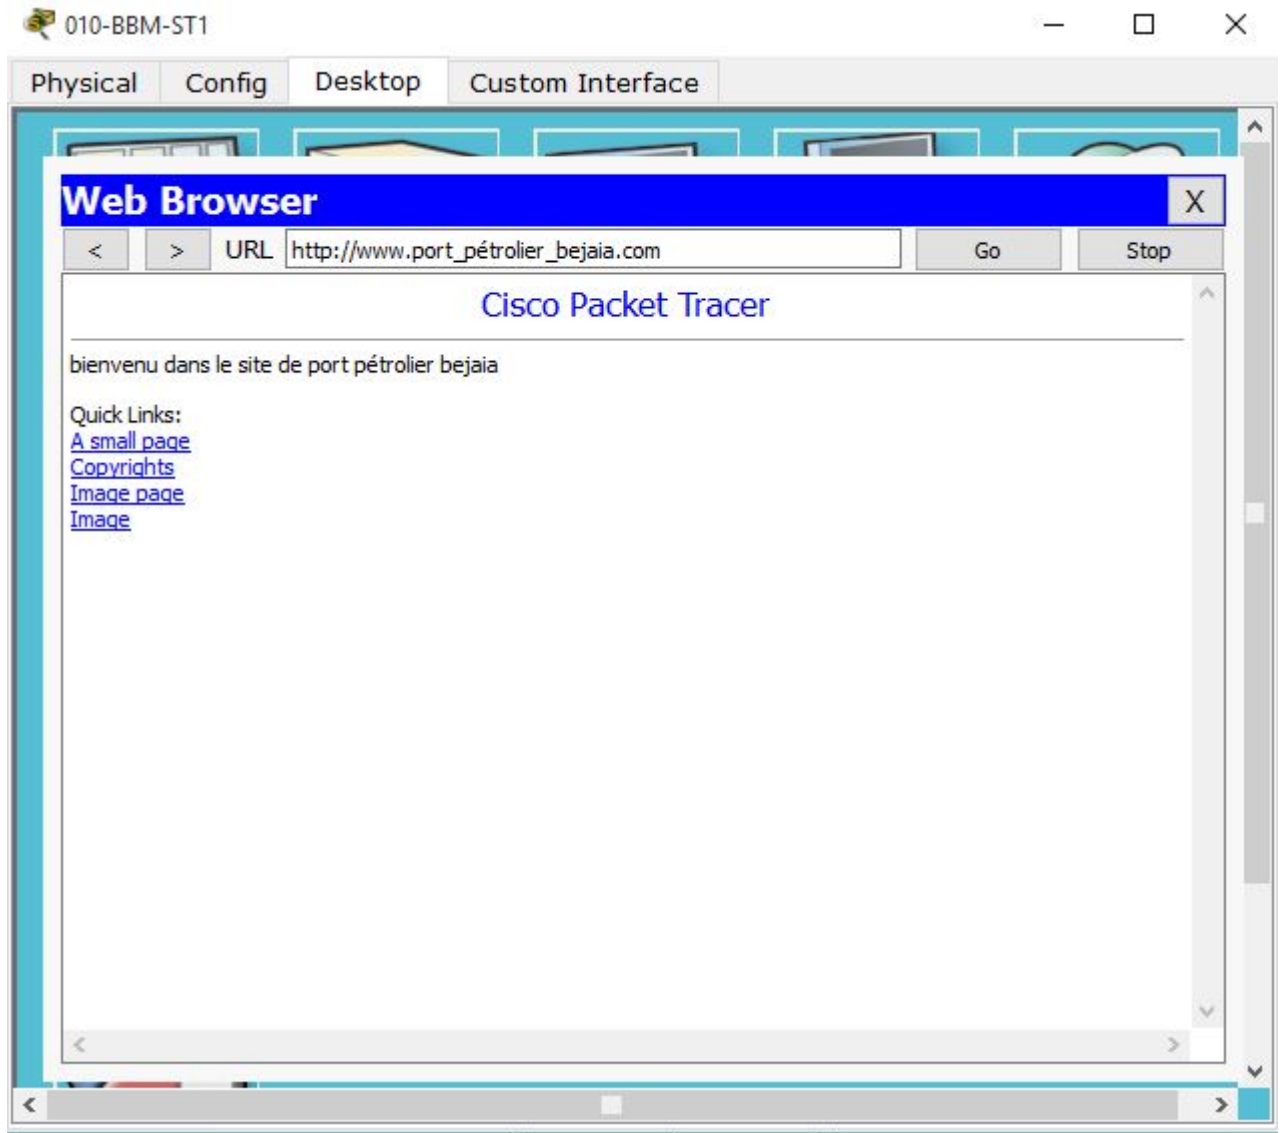 010-BBM-ST1
Physical Config Desktop Custom Interface
Web Browser X
< > URL http://www.port_pétrolier_bejaia.com Go Stop
Cisco Packet Tracer
bienvenu dans le site de port pétrolier bejaia
Quick Links:
A small page
Copyrights
Image page
Image